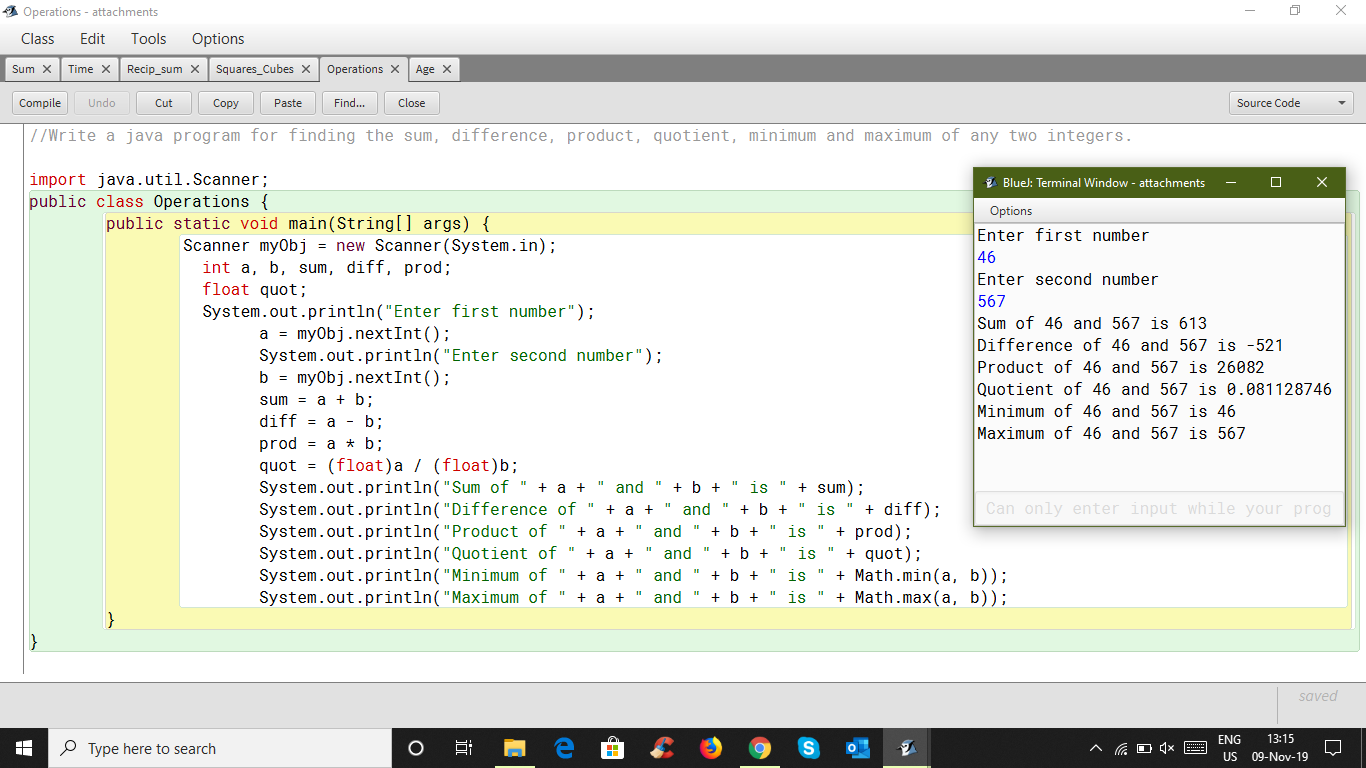 Operations - attachments
Class Edit Tools Options
Sum Time Recip_sum Squares_Cubes Operations Age
Compile Undo Cut Copy Paste Find... Close Source Code
//Write a java program for finding the sum, difference, product, quotient, minimum and maximum of any two integers.
import java.util.Scanner;
public class Operations {
public static void main(String[] args) {
Scanner myObj = new Scanner(System.in);
int a, b, sum, diff, prod;
float quot;
System.out.println("Enter first number");
a = myObj.nextInt();
System.out.println("Enter second number");
b = myObj.nextInt();
sum = a + b;
diff = a - b;
prod = a * b;
quot = (float)a / (float)b;
System.out.println("Sum of " + a + " and " + b + " is " + sum);
System.out.println("Difference of " + a + " and " + b + " is " + diff);
System.out.println("Product of " + a + " and " + b + " is " + prod);
System.out.println("Quotient of " + a + " and " + b + " is " + quot);
System.out.println("Minimum of " + a + " and " + b + " is " + Math.min(a, b));
System.out.println("Maximum of " + a + " and " + b + " is " + Math.max(a, b));
}
}
BlueJ: Terminal Window - attachments
Options
Enter first number
46
Enter second number
567
Sum of 46 and 567 is 613
Difference of 46 and 567 is -521
Product of 46 and 567 is 26082
Quotient of 46 and 567 is 0.081128746
Minimum of 46 and 567 is 46
Maximum of 46 and 567 is 567
Can only enter input while your prog
saved
Type here to search
ENG
US
13:15
09-Nov-19